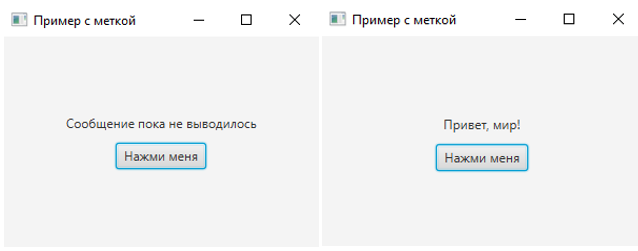 Пример с меткой
Сообщение пока не выводилось
Нажми меня
Пример с меткой
Привет, мир!
Нажми меня